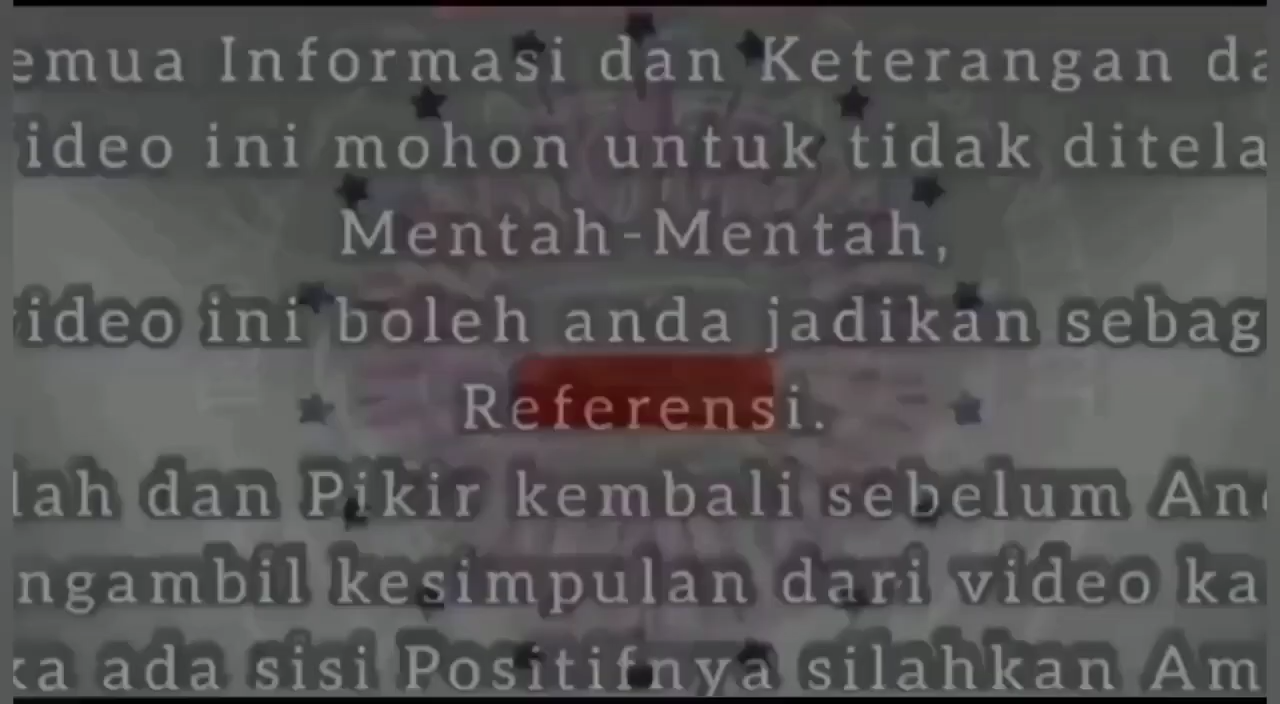 emua Informasi dan Keterangan da
ideo ini mohon untuk tidak ditela
Mentah-Mentah,
ideo ini boleh anda jadikan sebag
Referensi.
lah dan Pikir kembali sebelum An
ngambil kesimpulan dari video ka
ka ada sisi Positifnya silahkan Am